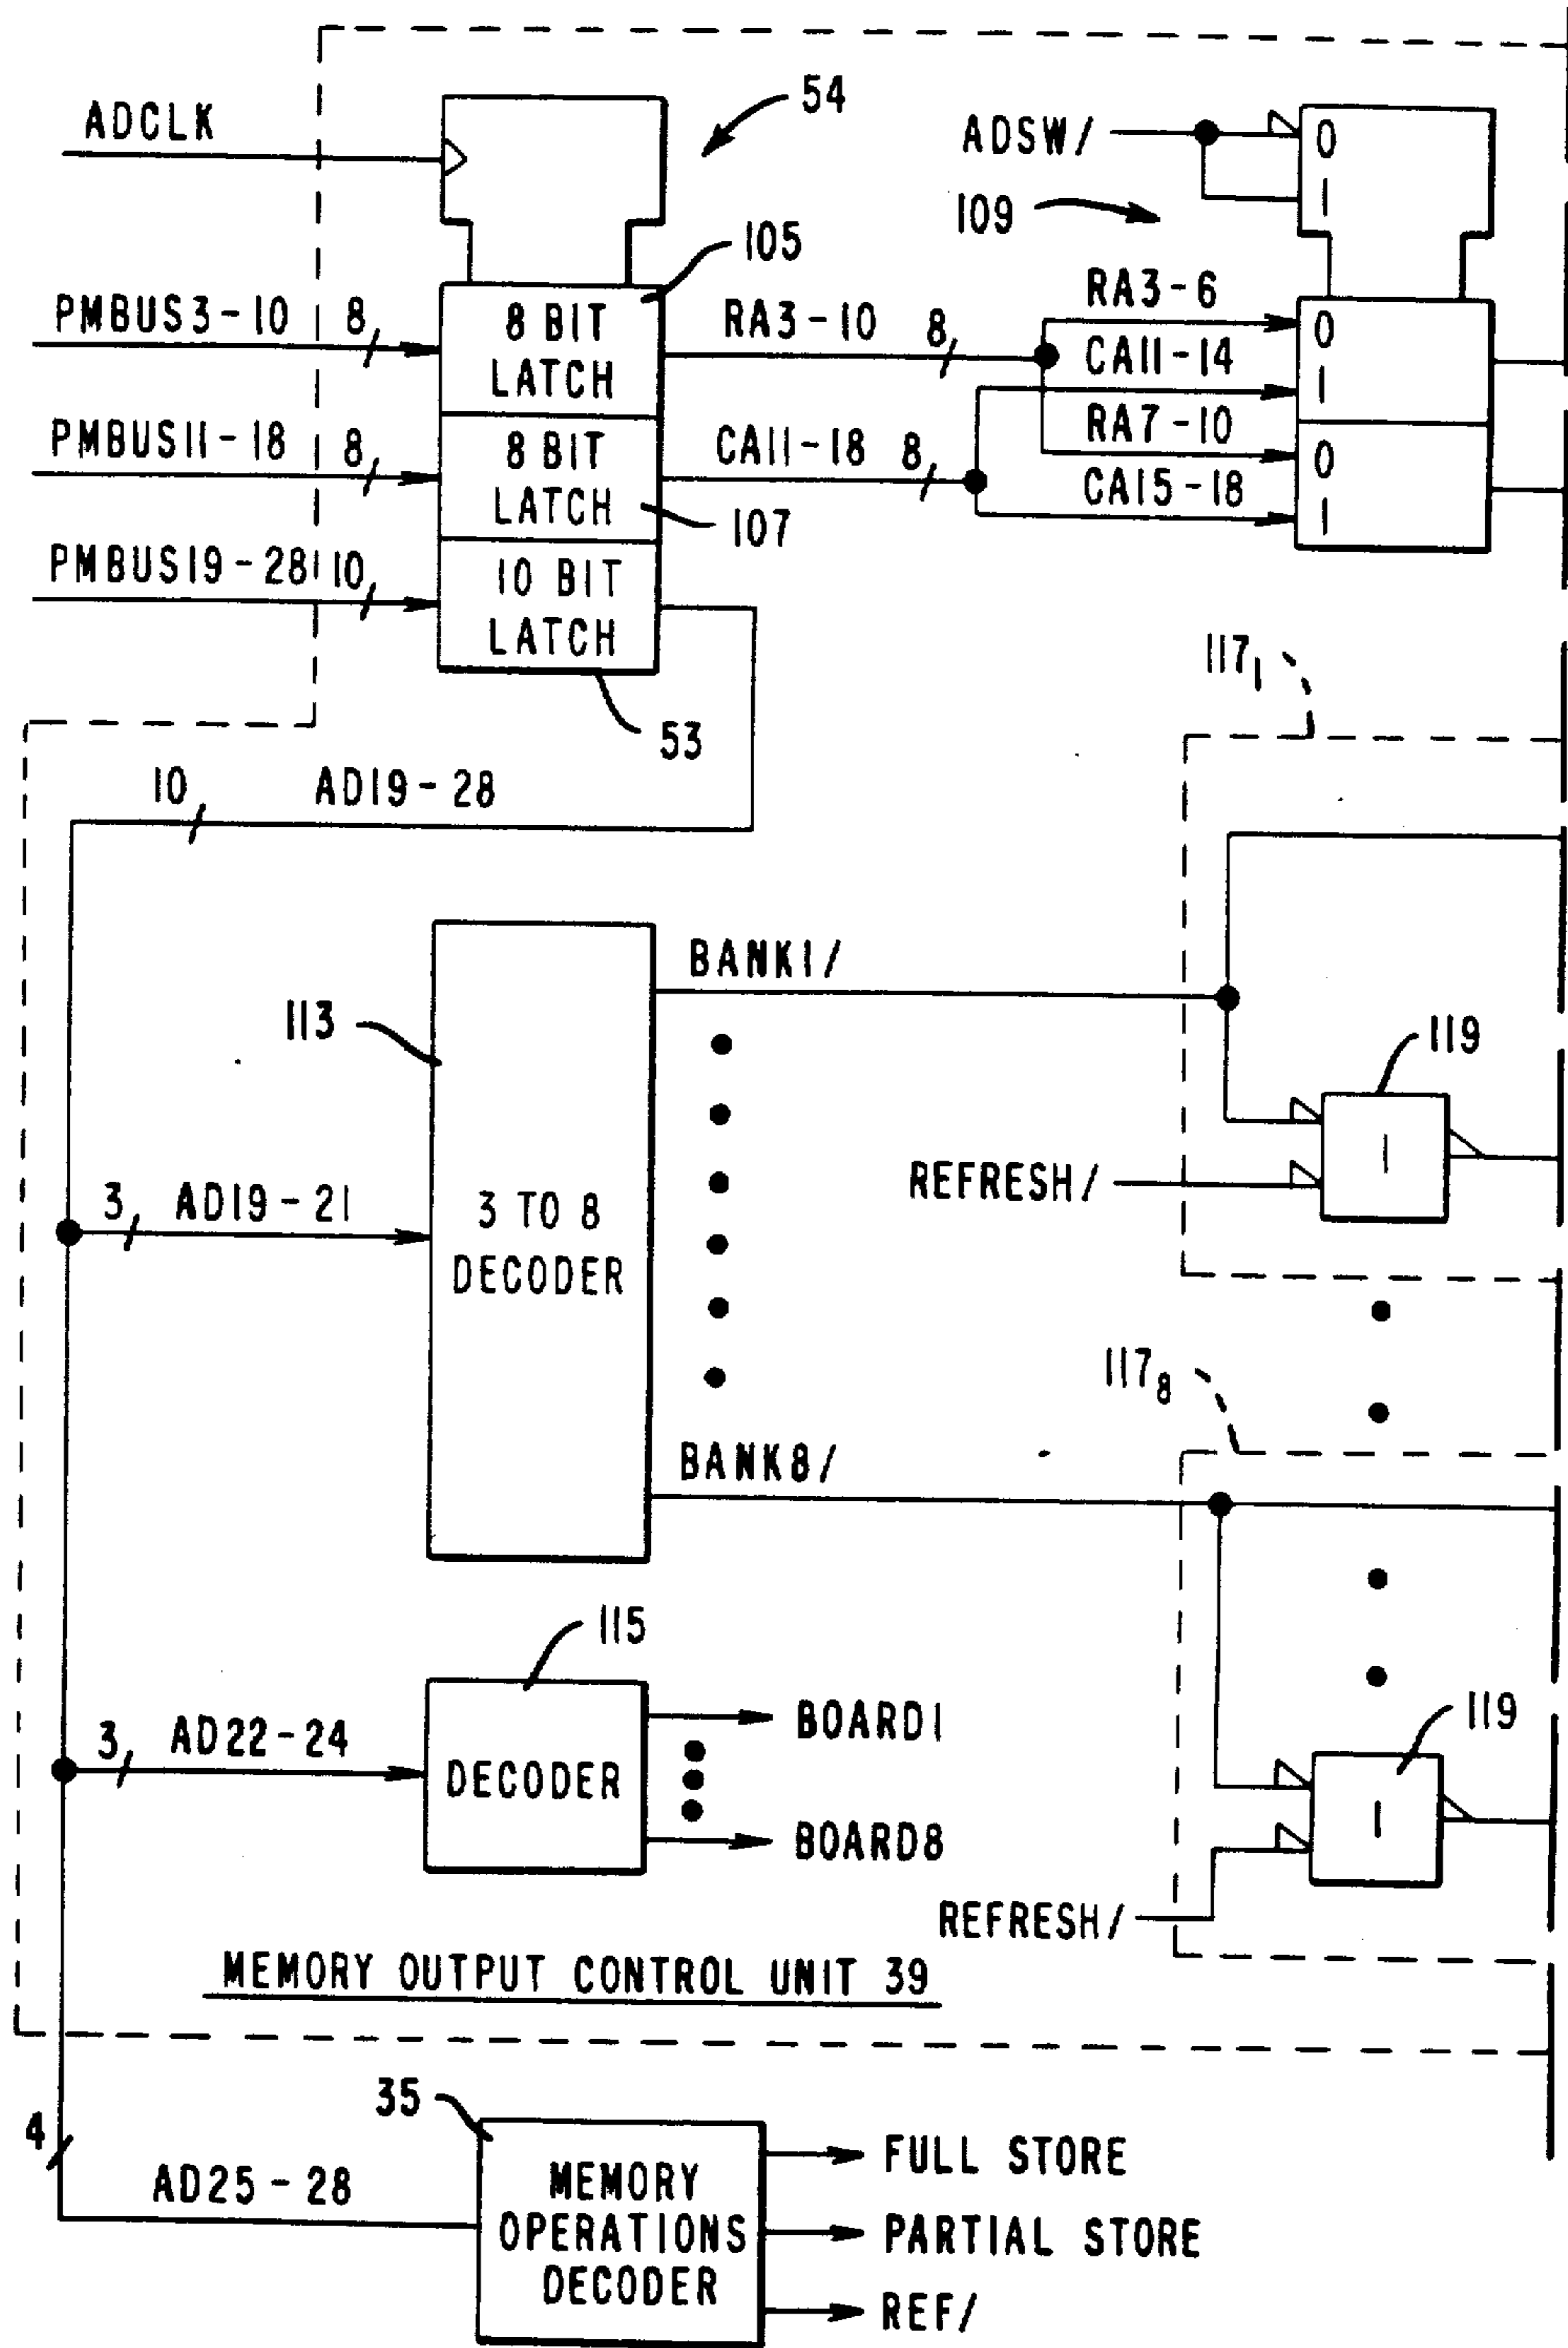 ADCLK
54
ADSW/
0
1
109
105
PMBUS3-10 8
8 BIT LATCH
RA3-10 8
RA3-6
0
CA11-14
1
PMBUS11-18 8
8 BIT LATCH
CA11-18 8
RA7-10
0
CA15-18
1
107
PMBUS19-28 10
10 BIT LATCH
53
117₁
10 AD19-28
BANK1/
113
119
1
REFRESH/
3 AD19-21
3 TO 8 DECODER
117₈
BANK8/
115
BOARD1
119
3 AD22-24
DECODER
1
BOARD8
REFRESH/
MEMORY OUTPUT CONTROL UNIT 39
35
4
AD25-28
MEMORY OPERATIONS DECODER
FULL STORE
PARTIAL STORE
REF/